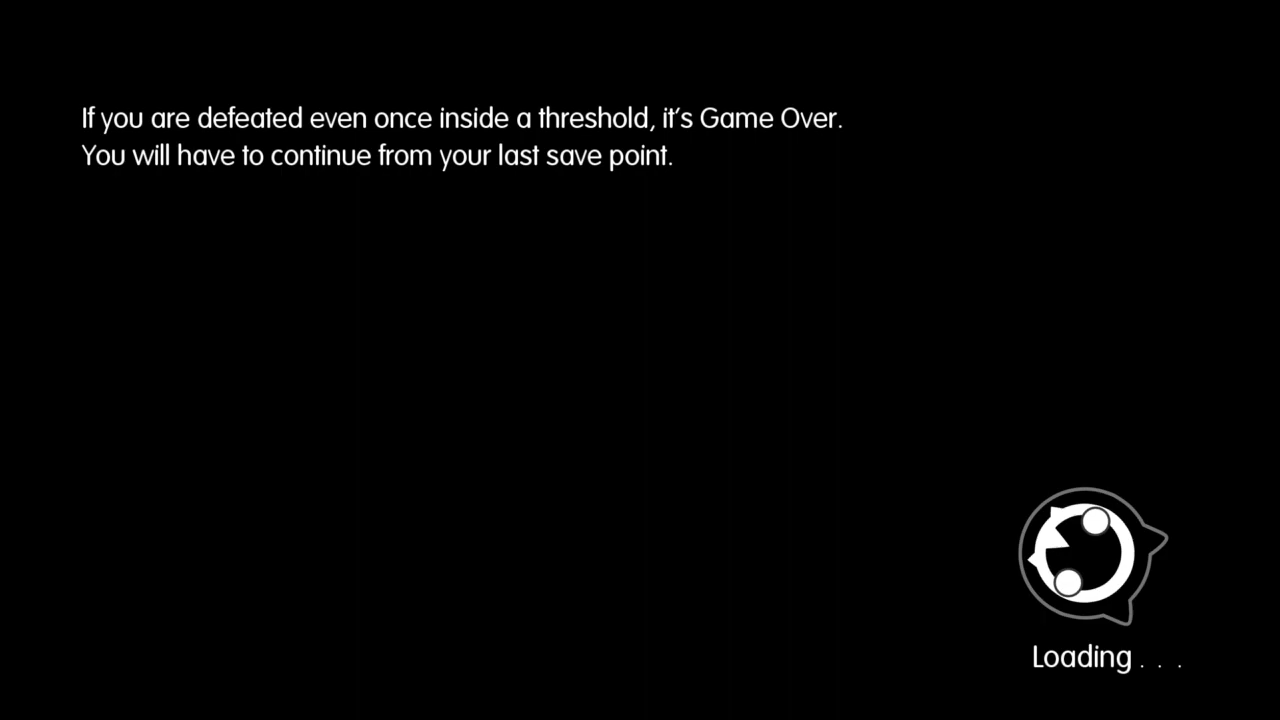 If you are defeated even once inside a threshold, it's Game Over.
You will have to continue from your last save point.
Loading . . .